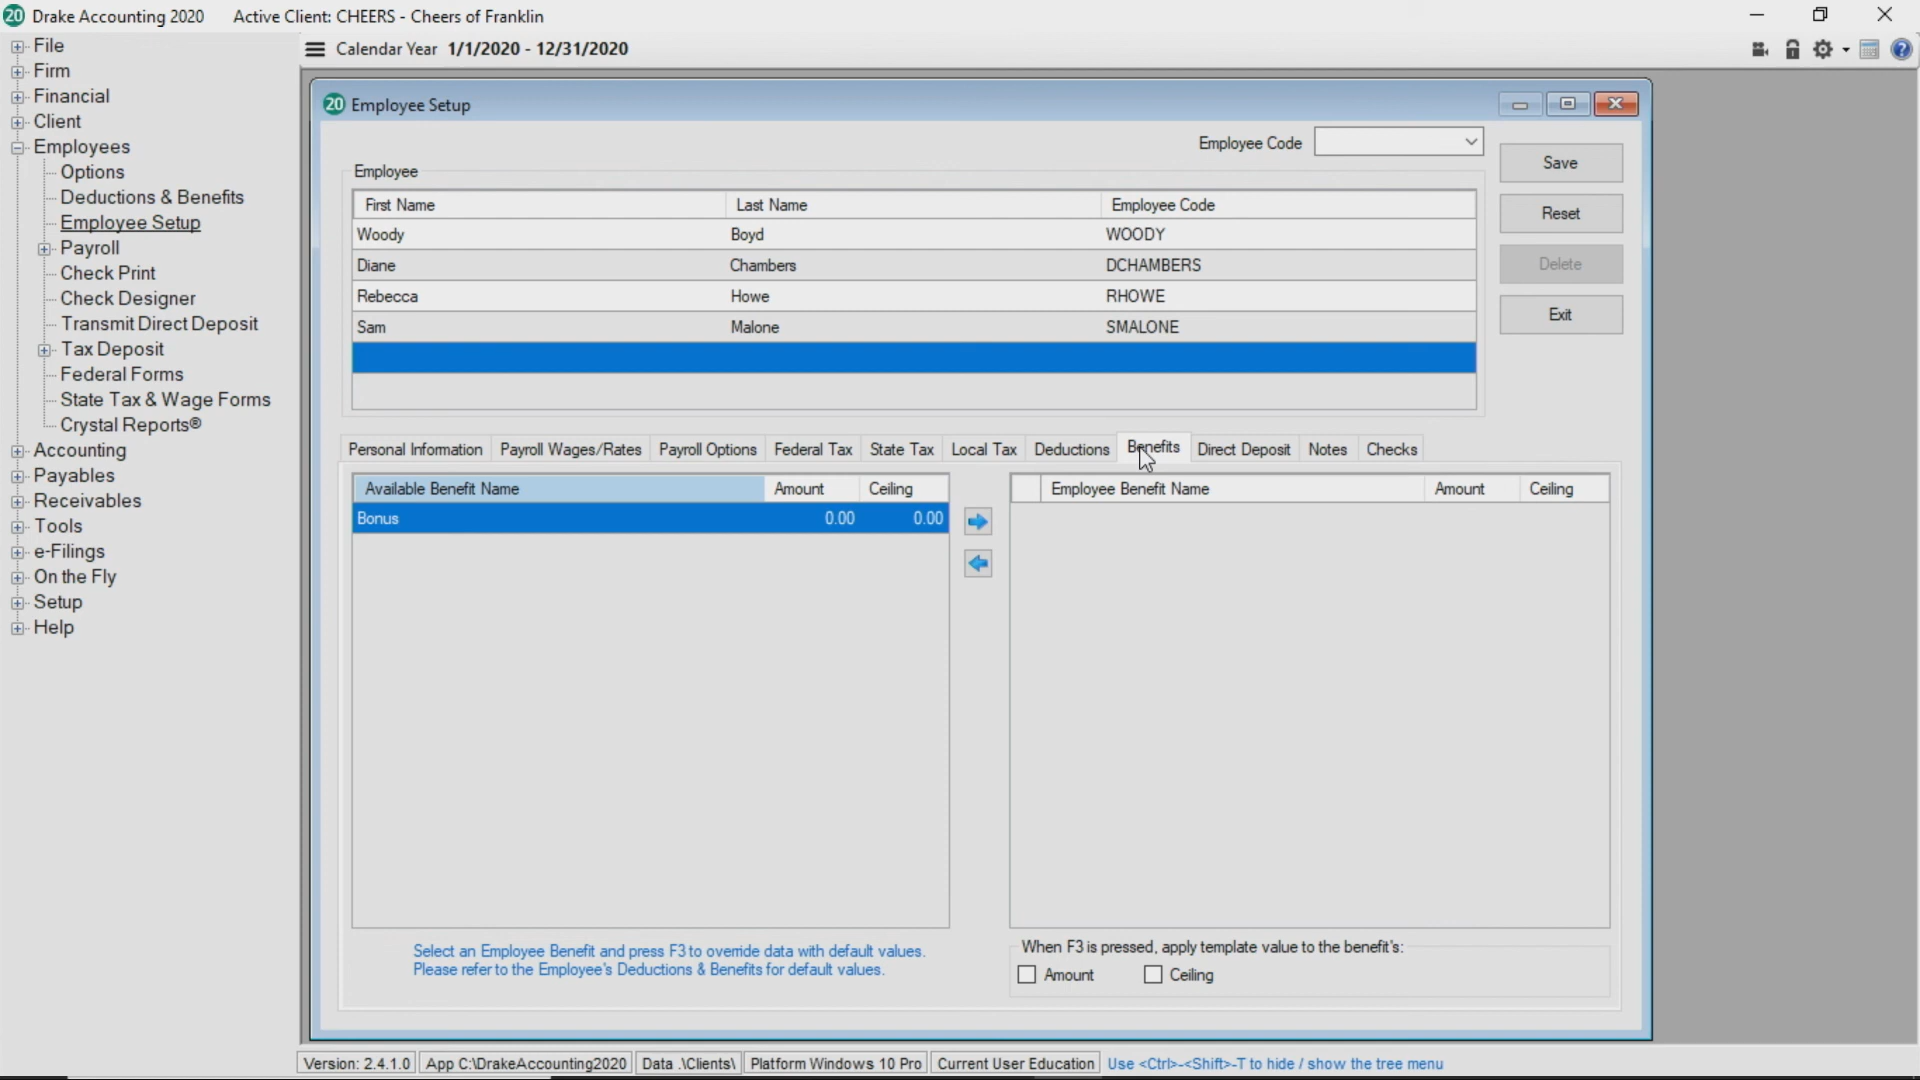 20 Drake Accounting 2020 Active Client: CHEERS - Cheers of Franklin
File
Firm
Financial
Client
Employees
Options
Deductions & Benefits
Employee Setup
Payroll
Check Print
Check Designer
Transmit Direct Deposit
Tax Deposit
Federal Forms
State Tax & Wage Forms
Crystal Reports®
Accounting
Payables
Receivables
Tools
e-Filings
On the Fly
Setup
Help
Calendar Year 1/1/2020 - 12/31/2020
20 Employee Setup
Employee Code
Employee
First Name Last Name Employee Code
Woody Boyd WOODY
Diane Chambers DCHAMBERS
Rebecca Howe RHOWE
Sam Malone SMALONE
Save
Reset
Delete
Exit
Personal Information Payroll Wages/Rates Payroll Options Federal Tax State Tax Local Tax Deductions Benefits Direct Deposit Notes Checks
Available Benefit Name Amount Ceiling
Bonus 0.00 0.00
Employee Benefit Name Amount Ceiling
Select an Employee Benefit and press F3 to override data with default values.
Please refer to the Employee's Deductions & Benefits for default values.
When F3 is pressed, apply template value to the benefit's:
Amount Ceiling
Version: 2.4.1.0 App C:\DrakeAccounting2020 Data .\Clients\ Platform Windows 10 Pro Current User Education Use <Ctrl>-<Shift>-T to hide / show the tree menu